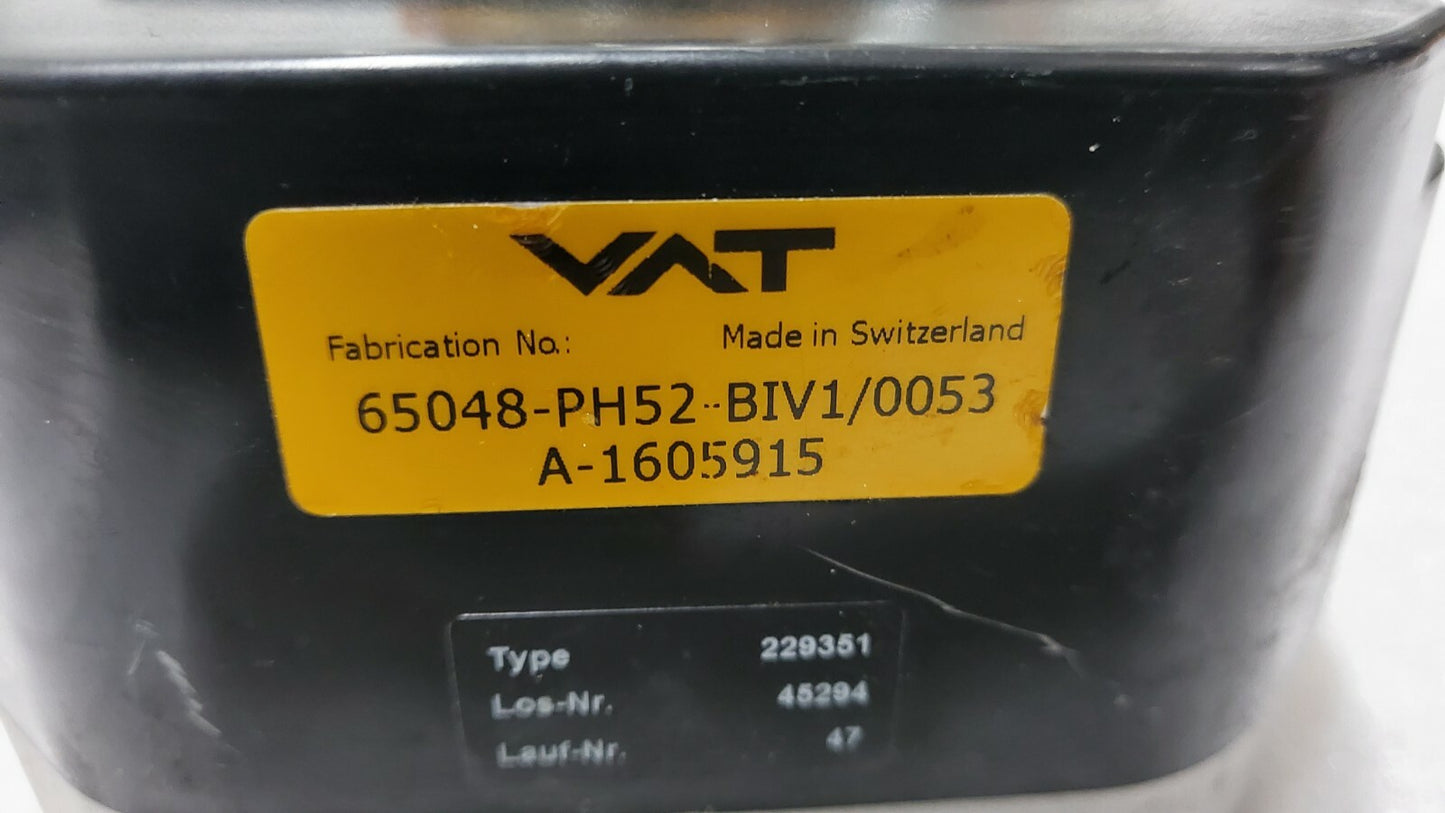 VAT
Fabrication No.: Made in Switzerland
65048-PH52-BIV1/0053
A-1605915
Type 229351
Los-Nr. 45294
Lauf-Nr. 47